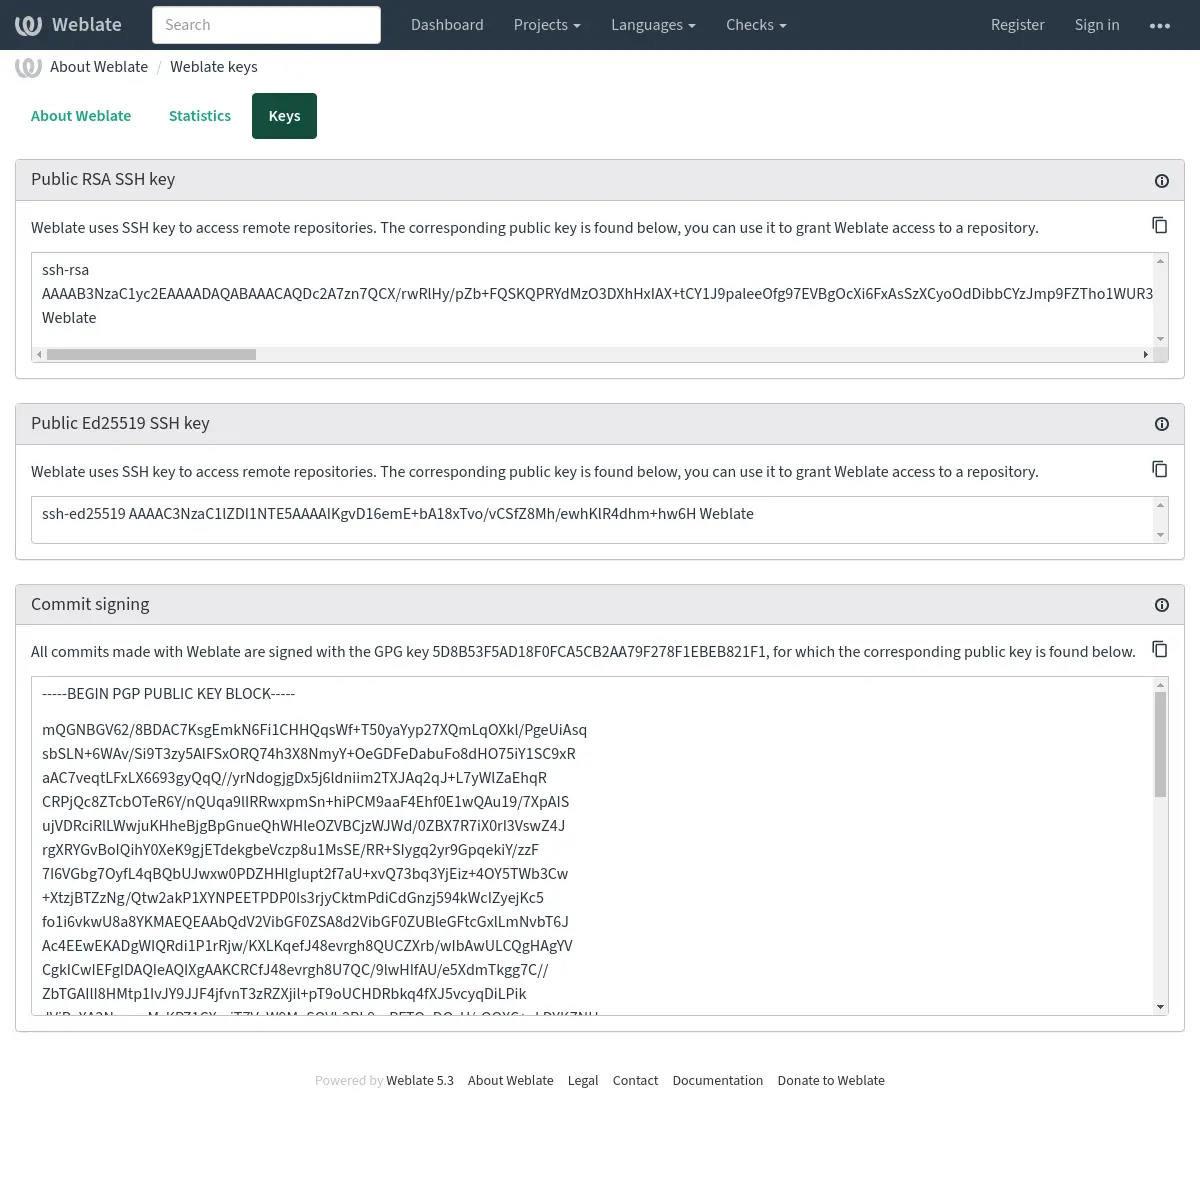 Weblate
Search
Dashboard
Projects
Languages
Checks
Register
Sign in
About Weblate / Weblate keys
About Weblate
Statistics
Keys
Public RSA SSH key
Weblate uses SSH key to access remote repositories. The corresponding public key is found below, you can use it to grant Weblate access to a repository.
ssh-rsa
AAAAB3NzaC1yc2EAAAADAQABAAACAQDc2A7zn7QCX/rwRlHy/pZb+FQSKQPRYdMzO3DXhHxIAX+tCY1J9paleeOfg97EVBgOcXi6FxAsSzXCyoOdDibbCYzJmp9FZTho1WUR3
Weblate
Public Ed25519 SSH key
Weblate uses SSH key to access remote repositories. The corresponding public key is found below, you can use it to grant Weblate access to a repository.
ssh-ed25519 AAAAC3NzaC1lZDI1NTE5AAAAIKgvD16emE+bA18xTvo/vCSfZ8Mh/ewhKlR4dhm+hw6H Weblate
Commit signing
All commits made with Weblate are signed with the GPG key 5D8B53F5AD18F0FCA5CB2AA79F278F1EBEB821F1, for which the corresponding public key is found below.
-----BEGIN PGP PUBLIC KEY BLOCK-----
mQGNBGV62/8BDAC7KsgEmkN6Fi1CHHQqsWf+T50yaYyp27XQmLqOXkl/PgeUiAsq
sbSLN+6WAv/Si9T3zy5AlFSxORQ74h3X8NmyY+OeGDFeDabuFo8dHO75iY1SC9xR
aAC7veqtLFxLX6693gyQqQ//yrNdogjgDx5j6ldniim2TXJAq2qJ+L7yWlZaEhqR
CRPjQc8ZTcbOTeR6Y/nQUqa9lIRRwxpmSn+hiPCM9aaF4Ehf0E1wQAu19/7XpAIS
ujVDRciRlLWwjuKHheBjgBpGnueQhWHleOZVBCjzWJWd/0ZBX7R7iX0rI3VswZ4J
rgXRYGvBoIQihY0XeK9gjETdekgbeVczp8u1MsSE/RR+SIygq2yr9GpqekiY/zzF
7I6VGbg7OyfL4qBQbUJwxw0PDZHHlgIupt2f7aU+xvQ73bq3YjEiz+4OY5TWb3Cw
+XtzjBTZzNg/Qtw2akP1XYNPEETPDP0Is3rjyCktmPdiCdGnzj594kWcIZyejKc5
fo1i6vkwU8a8YKMAEQEAAbQdV2VibGF0ZSA8d2VibGF0ZUBleGFtcGxlLmNvbT6J
Ac4EEwEKADgWIQRdi1P1rRjw/KXLKqefJ48evrgh8QUCZXrb/wIbAwULCQgHAgYV
CgkICwIEFgIDAQIeAQIXgAAKCRCfJ48evrgh8U7QC/9lwHIfAU/e5XdmTkgg7C//
ZbTGAIlI8HMtp1IvJY9JJF4jfvnT3zRZXjil+pT9oUCHDRbkq4fXJ5vcyqDiLPik
Powered by Weblate 5.3
About Weblate
Legal
Contact
Documentation
Donate to Weblate